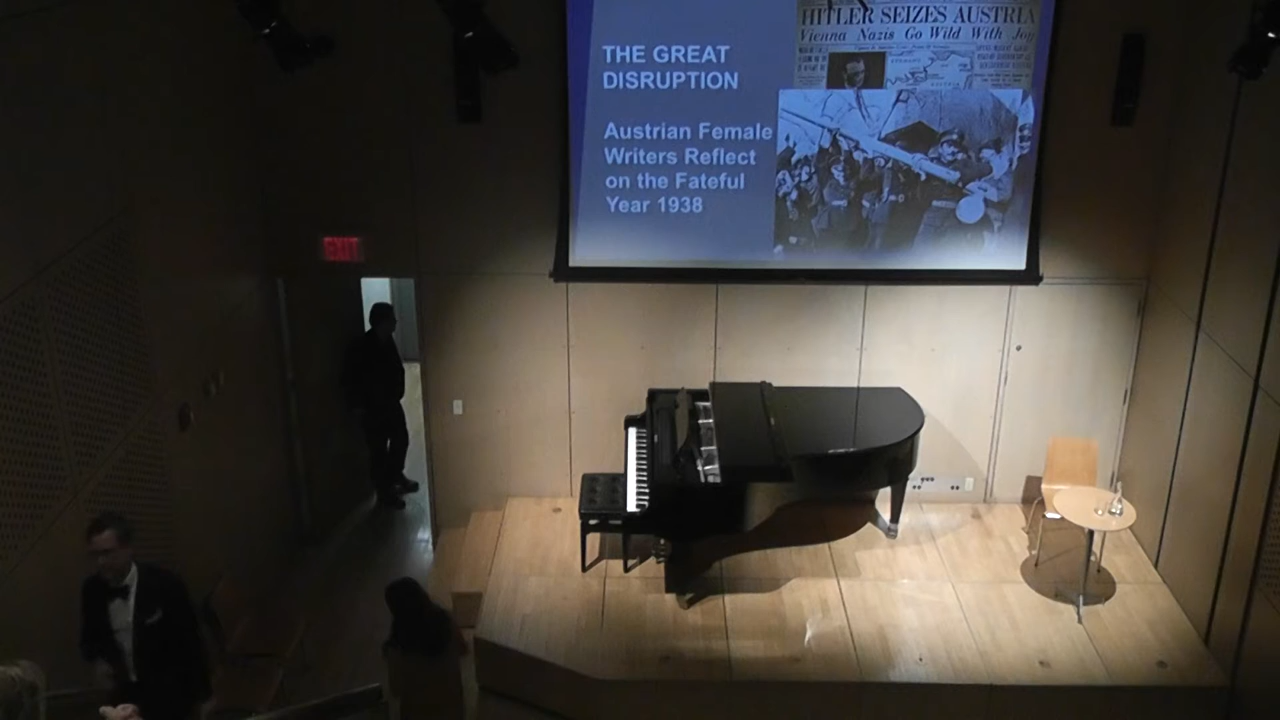 HITLER SEIZES AUSTRIA
Vienna Nazis Go Wild With Joy
THE GREAT
DISRUPTION
Austrian Female
Writers Reflect
on the Fateful
Year 1938
EXIT